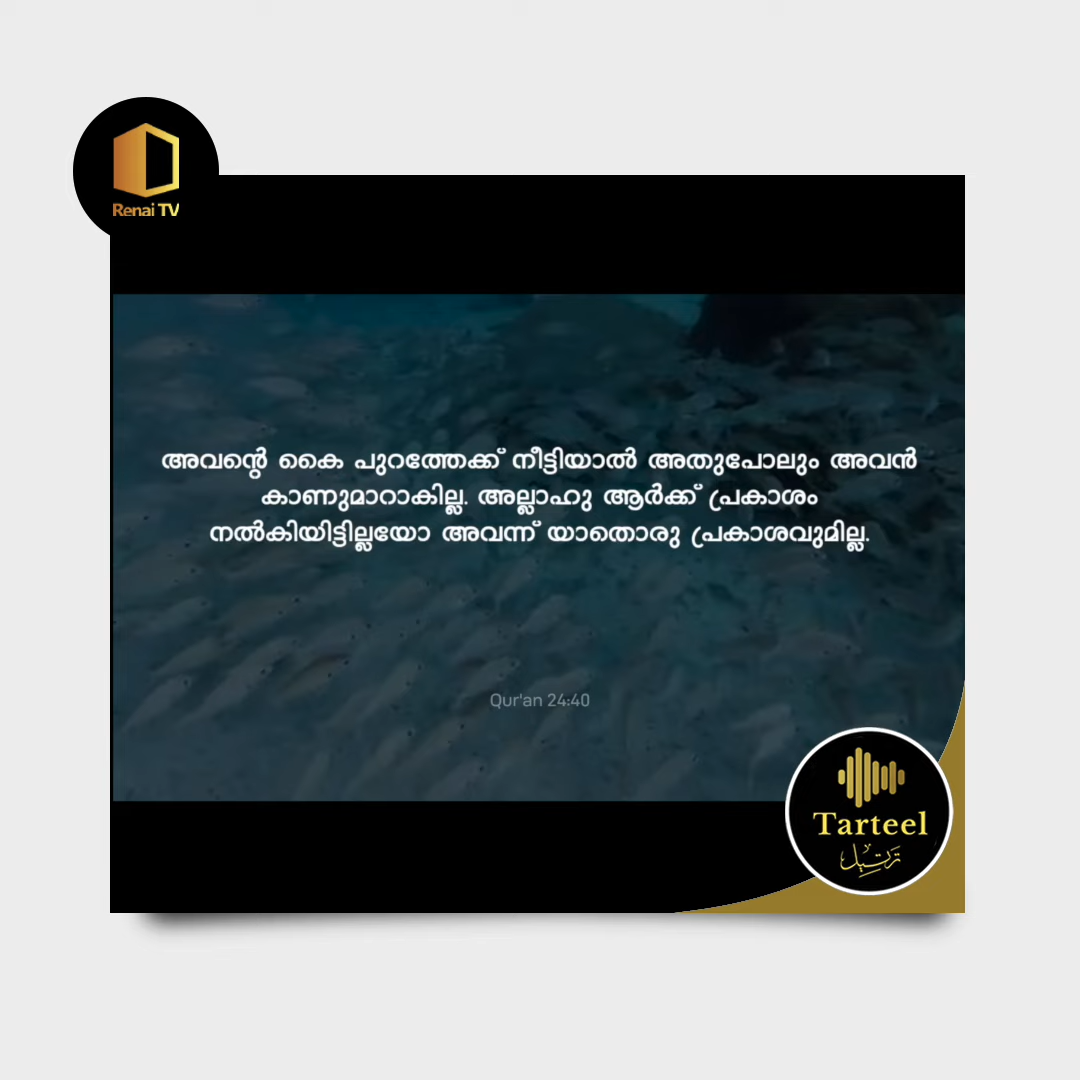 Renai TV
അവന്റെ കൈ പുറത്തേക്ക് നീട്ടിയാൽ അതുപോലും അവൻ
കാണുമാറാകില്ല. അല്ലാഹു ആർക്ക് പ്രകാശം
നൽകിയിട്ടില്ലയോ അവന്ന് യാതൊരു പ്രകാശവുമില്ല.
Qur'an 24:40
Tarteel
ترتيل